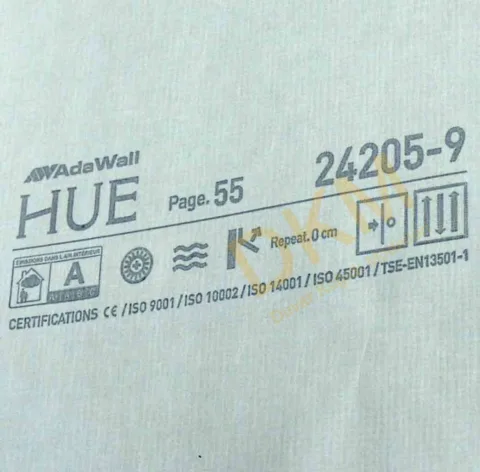 AdaWall
HUE Page. 55 24205-9
ÉMISSIONS DANS L'AIR INTÉRIEUR
A
Repeat. 0 cm
CERTIFICATIONS CE / ISO 9001 / ISO 10002 / ISO 14001 / ISO 45001 / TSE-EN13501-1
DKM